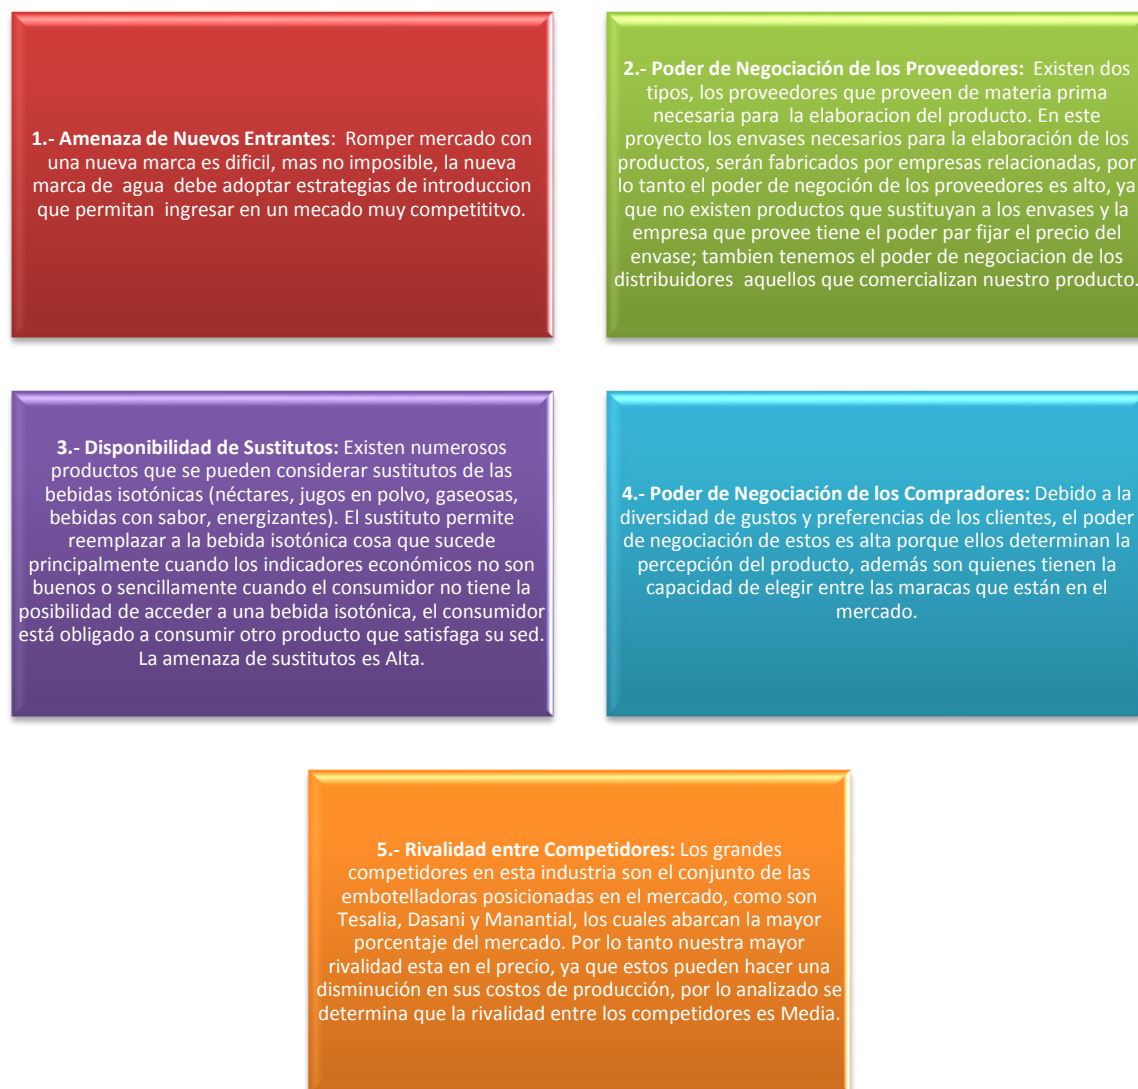 1.- Amenaza de Nuevos Entrantes: Romper mercado con
una nueva marca es dificil, mas no imposible, la nueva
marca de agua debe adoptar estrategias de introduccion
que permitan ingresar en un mecado muy competititvo.
2.- Poder de Negociación de los Proveedores: Existen dos
tipos, los proveedores que proveen de materia prima
necesaria para la elaboracion del producto. En este
proyecto los envases necesarios para la elaboración de los
productos, serán fabricados por empresas relacionadas, por
lo tanto el poder de negoción de los proveedores es alto, ya
que no existen productos que sustituyan a los envases y la
empresa que provee tiene el poder par fijar el precio del
envase; tambien tenemos el poder de negociacion de los
distribuidores aquellos que comercializan nuestro producto.
3.- Disponibilidad de Sustitutos: Existen numerosos
productos que se pueden considerar sustitutos de las
bebidas isotónicas (néctares, jugos en polvo, gaseosas,
bebidas con sabor, energizantes). El sustituto permite
reemplazar a la bebida isotónica cosa que sucede
principalmente cuando los indicadores económicos no son
buenos o sencillamente cuando el consumidor no tiene la
posibilidad de acceder a una bebida isotónica, el consumidor
está obligado a consumir otro producto que satisfaga su sed.
La amenaza de sustitutos es Alta.
4.- Poder de Negociación de los Compradores: Debido a la
diversidad de gustos y preferencias de los clientes, el poder
de negociación de estos es alta porque ellos determinan la
percepción del producto, además son quienes tienen la
capacidad de elegir entre las maracas que están en el
mercado.
5.- Rivalidad entre Competidores: Los grandes
competidores en esta industria son el conjunto de las
embotelladoras posicionadas en el mercado, como son
Tesalia, Dasani y Manantial, los cuales abarcan la mayor
porcentaje del mercado. Por lo tanto nuestra mayor
rivalidad esta en el precio, ya que estos pueden hacer una
disminución en sus costos de producción, por lo analizado se
determina que la rivalidad entre los competidores es Media.